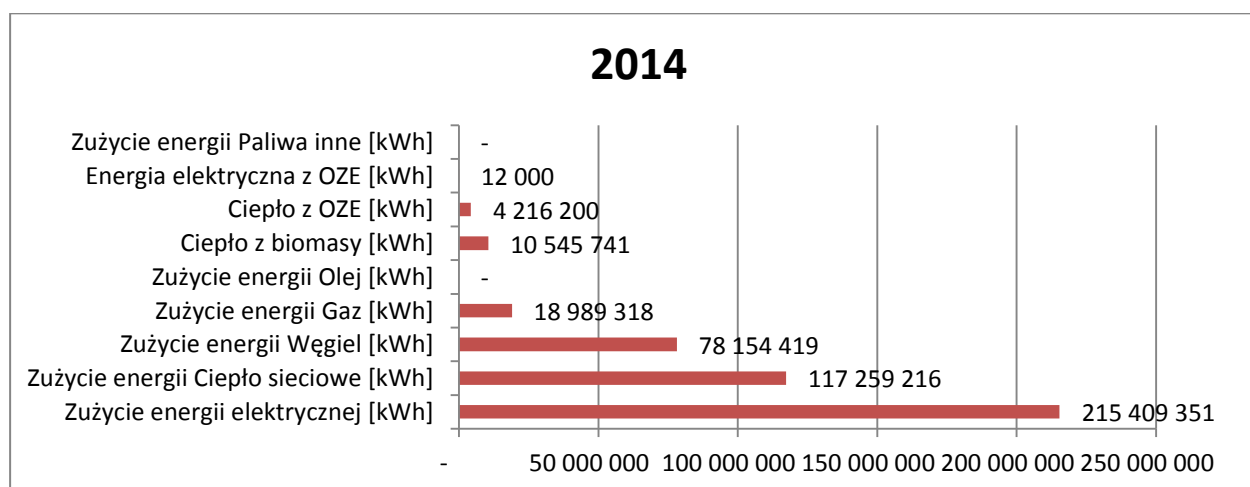 2014
Zużycie energii Paliwa inne [kWh] -
Energia elektryczna z OZE [kWh] 12 000
Ciepło z OZE [kWh] 4 216 200
Ciepło z biomasy [kWh] 10 545 741
Zużycie energii Olej [kWh] -
Zużycie energii Gaz [kWh] 18 989 318
Zużycie energii Węgiel [kWh] 78 154 419
Zużycie energii Ciepło sieciowe [kWh] 117 259 216
Zużycie energii elektrycznej [kWh] 215 409 351
- 50 000 000 100 000 000 150 000 000 200 000 000 250 000 000